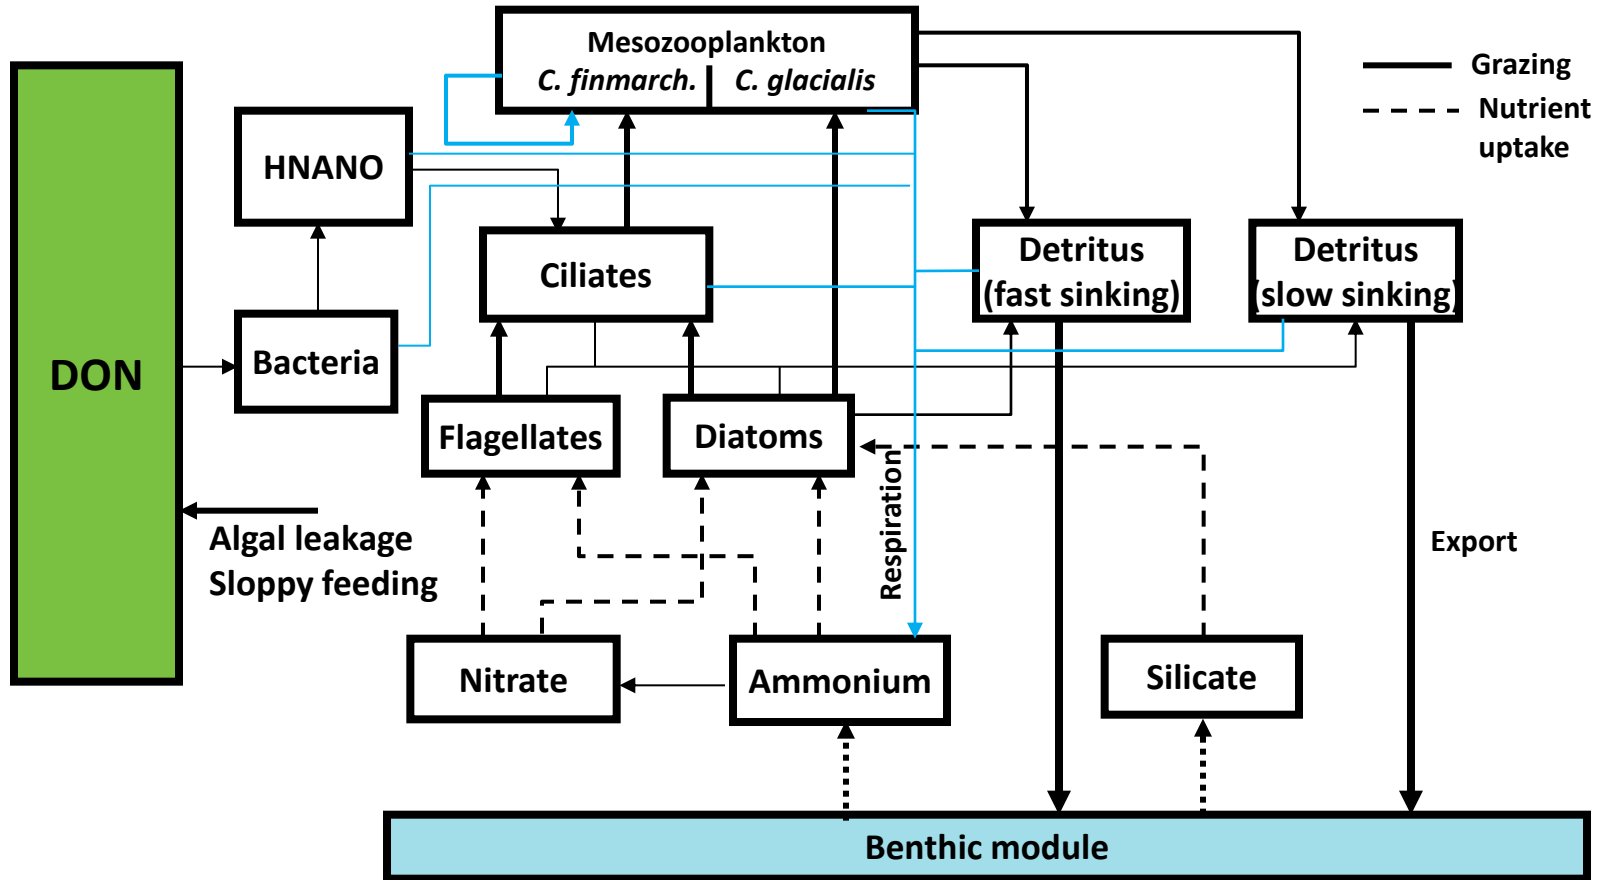 Mesozooplankton
C. finmarch. C. glacialis
Grazing
Nutrient
uptake
HNANO
Ciliates
Detritus
(fast sinking)
Detritus
(slow sinking)
DON
Bacteria
Flagellates
Diatoms
Respiration
Algal leakage
Sloppy feeding
Export
Nitrate
Ammonium
Silicate
Benthic module